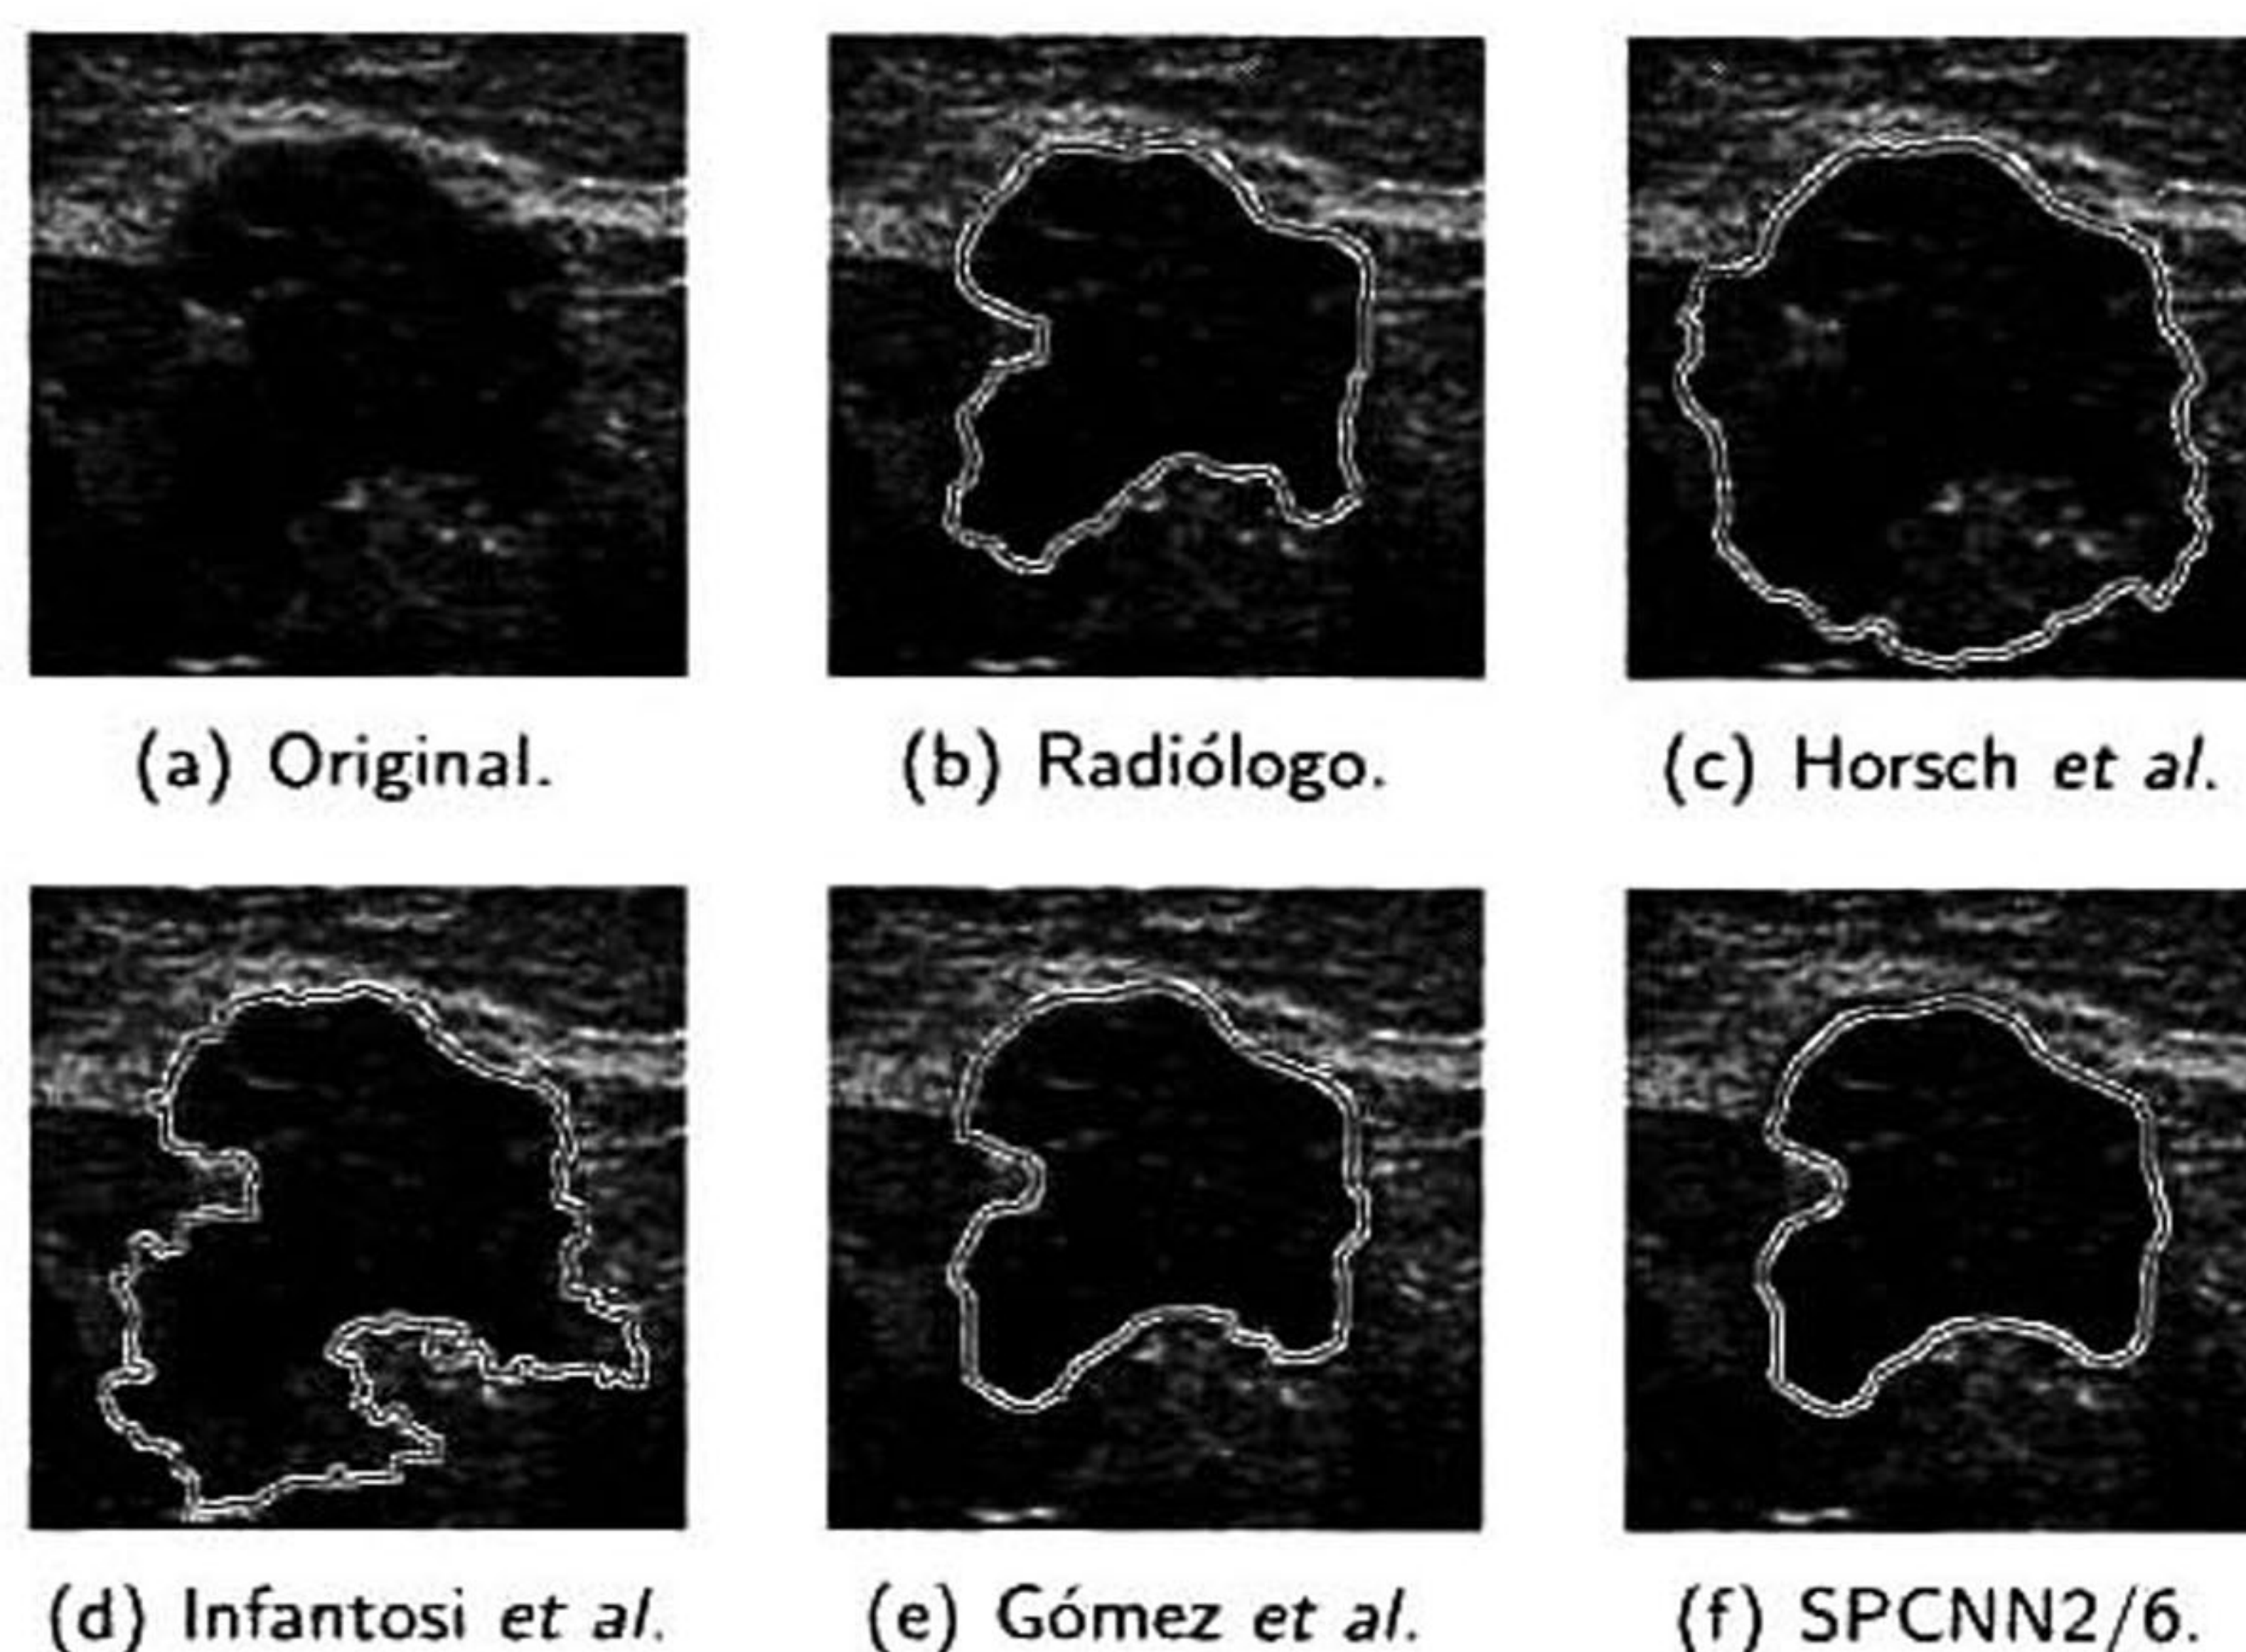 (a) Original.
(b) Radiólogo.
(c) Horsch et al.
(d) Infantosi et al.
(e) Gómez et al.
(f) SPCNN2/6.